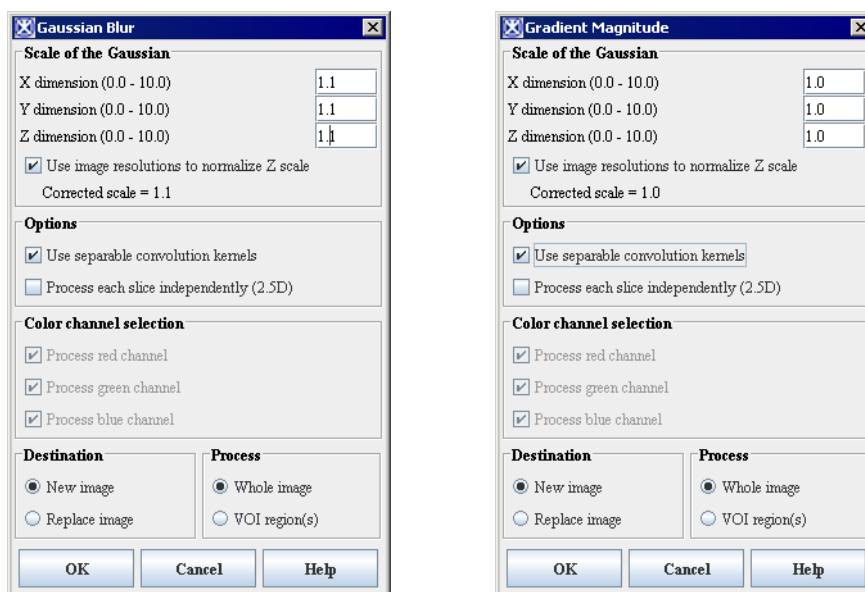 Gaussian Blur
Scale of the Gaussian
X dimension (0.0 - 10.0) 1.1
Y dimension (0.0 - 10.0) 1.1
Z dimension (0.0 - 10.0) 1.1
Use image resolutions to normalize Z scale
Corrected scale = 1.1
Options
Use separable convolution kernels
Process each slice independently (2.5D)
Color channel selection
Process red channel
Process green channel
Process blue channel
Destination
New image
Replace image
Process
Whole image
VOI region(s)
OK Cancel Help
Gradient Magnitude
Scale of the Gaussian
X dimension (0.0 - 10.0) 1.0
Y dimension (0.0 - 10.0) 1.0
Z dimension (0.0 - 10.0) 1.0
Use image resolutions to normalize Z scale
Corrected scale = 1.0
Options
Use separable convolution kernels
Process each slice independently (2.5D)
Color channel selection
Process red channel
Process green channel
Process blue channel
Destination
New image
Replace image
Process
Whole image
VOI region(s)
OK Cancel Help